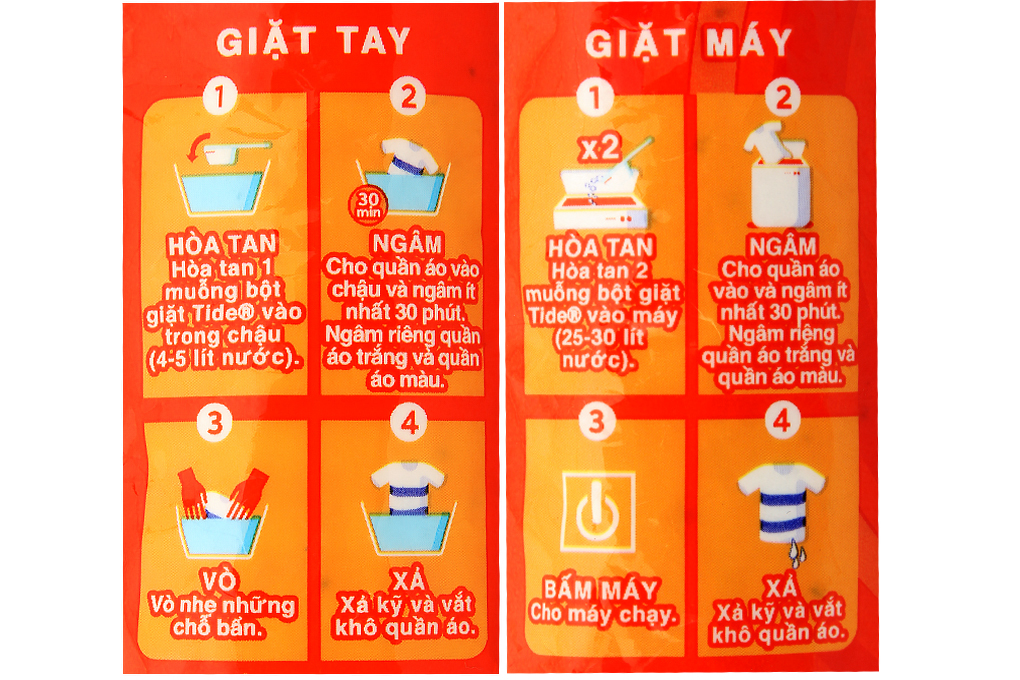 GIẶT TAY
1
HÒA TAN
Hòa tan 1
muỗng bột
giặt Tide® vào
trong chậu
(4-5 lít nước).
2
30
min
NGÂM
Cho quần áo vào
chậu và ngâm ít
nhất 30 phút.
Ngâm riêng quần
áo trắng và quần
áo màu.
3
VÒ
Vò nhẹ những
chỗ bẩn.
4
XẢ
Xả kỹ và vắt
khô quần áo.
GIẶT MÁY
1
x2
HÒA TAN
Hòa tan 2
muỗng bột giặt
Tide® vào máy
(25-30 lít
nước).
2
NGÂM
Cho quần áo
vào và ngâm ít
nhất 30 phút.
Ngâm riêng
quần áo trắng và
quần áo màu.
3
BẤM MÁY
Cho máy chạy.
4
XẢ
Xả kỹ và vắt
khô quần áo.